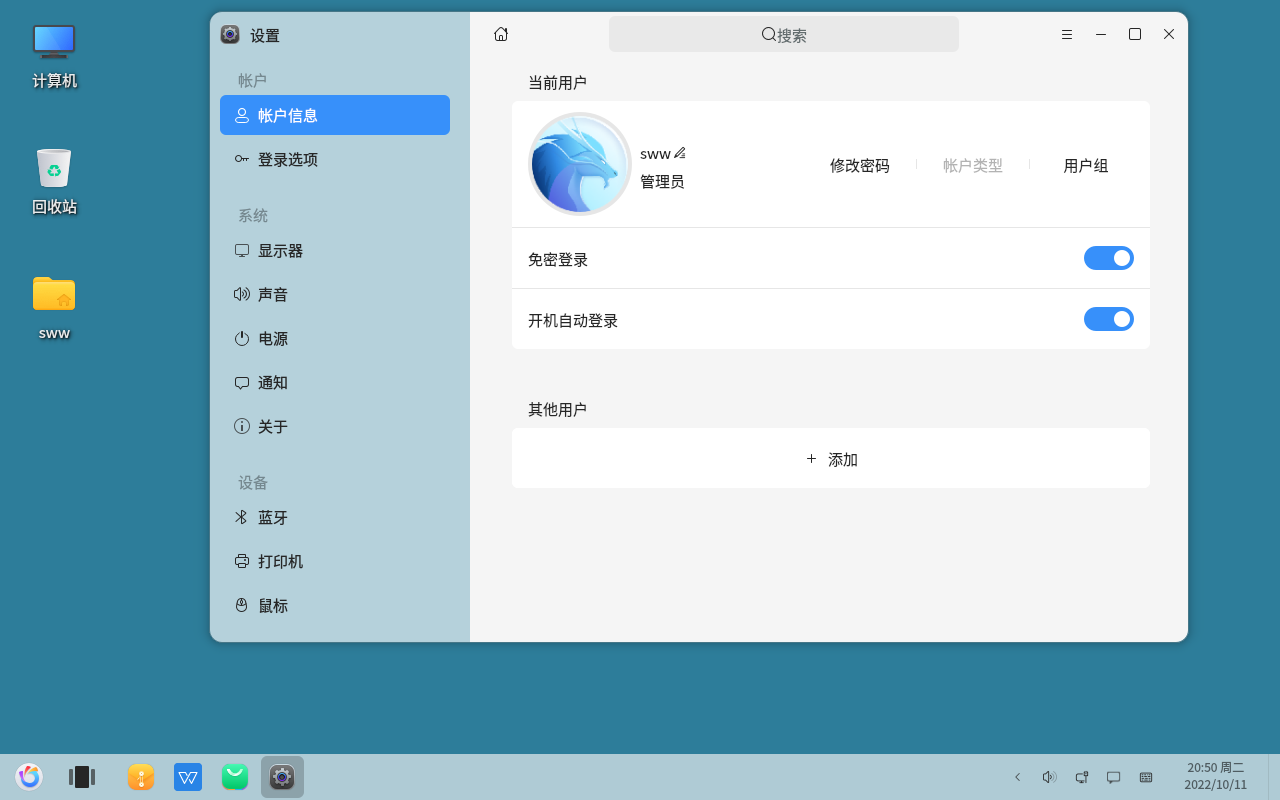 计算机
回收站
sww
设置
搜索
帐户
帐户信息
登录选项
系统
显示器
声音
电源
通知
关于
设备
蓝牙
打印机
鼠标
当前用户
sww
管理员
修改密码
帐户类型
用户组
免密登录
开机自动登录
其他用户
添加
20:50 周二
2022/10/11